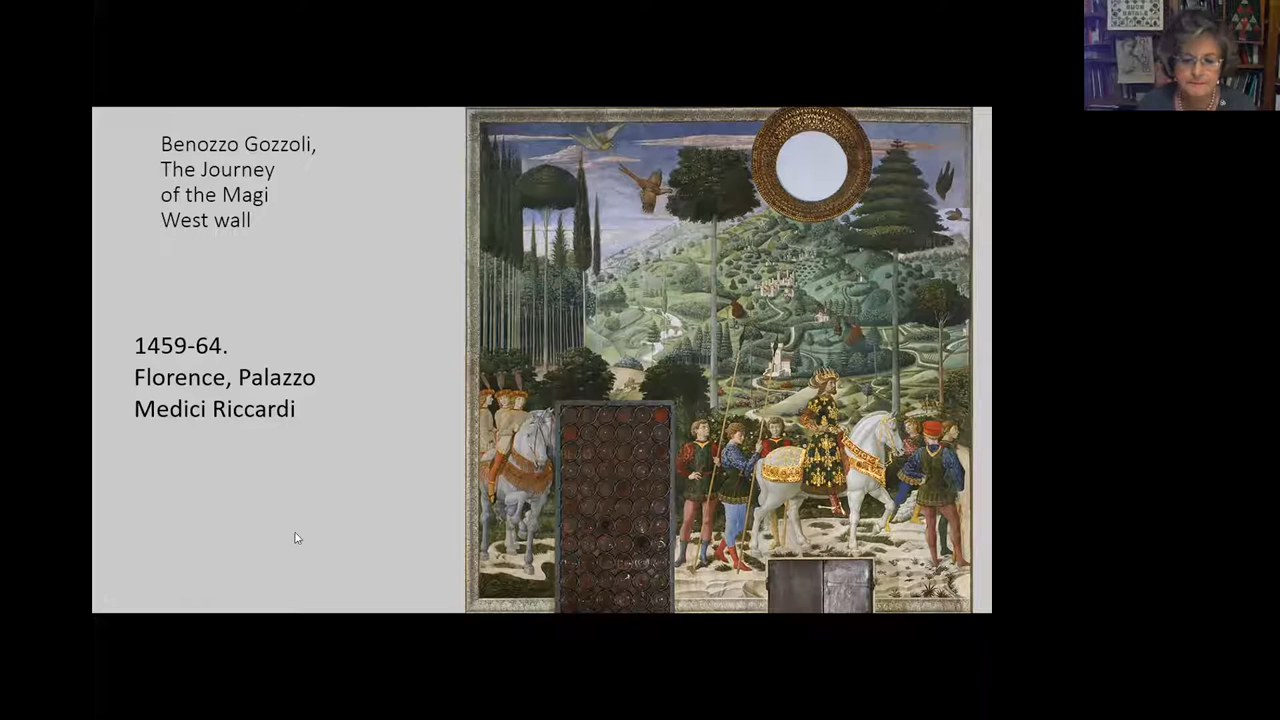 Benozzo Gozzoli,
The Journey
of the Magi
West wall
1459-64.
Florence, Palazzo
Medici Riccardi